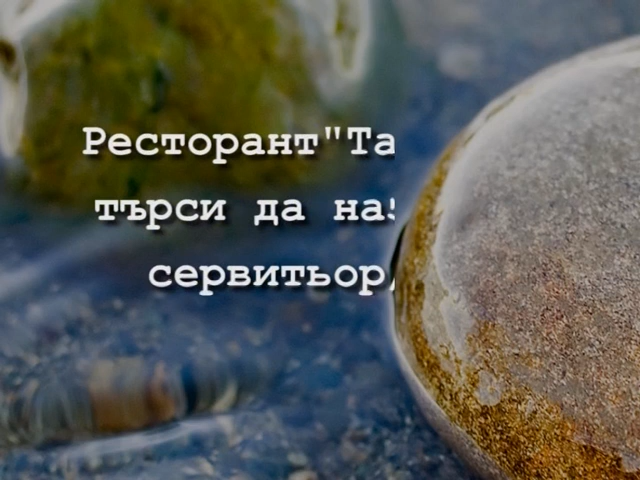 Ресторант"Та
търси да на
сервитьор